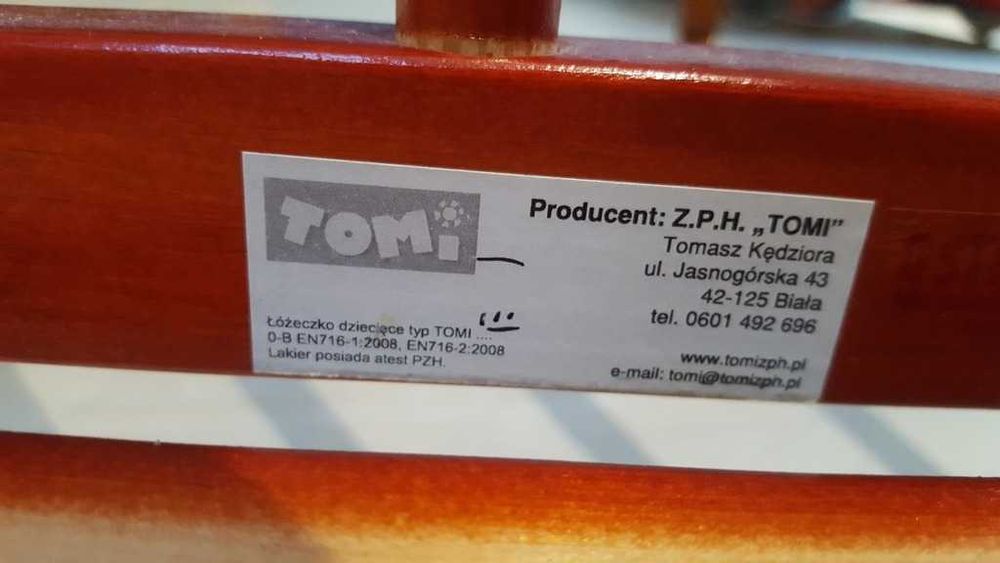 TOMi
Producent: Z.P.H. „TOMI”
Tomasz Kędziora
ul. Jasnogórska 43
42-125 Biała
tel. 0601 492 696
www.tomizph.pl
e-mail: tomi@tomizph.pl
Łóżeczko dziecięce typ TOMI ....
0-B EN716-1:2008, EN716-2:2008
Lakier posiada atest PZH.